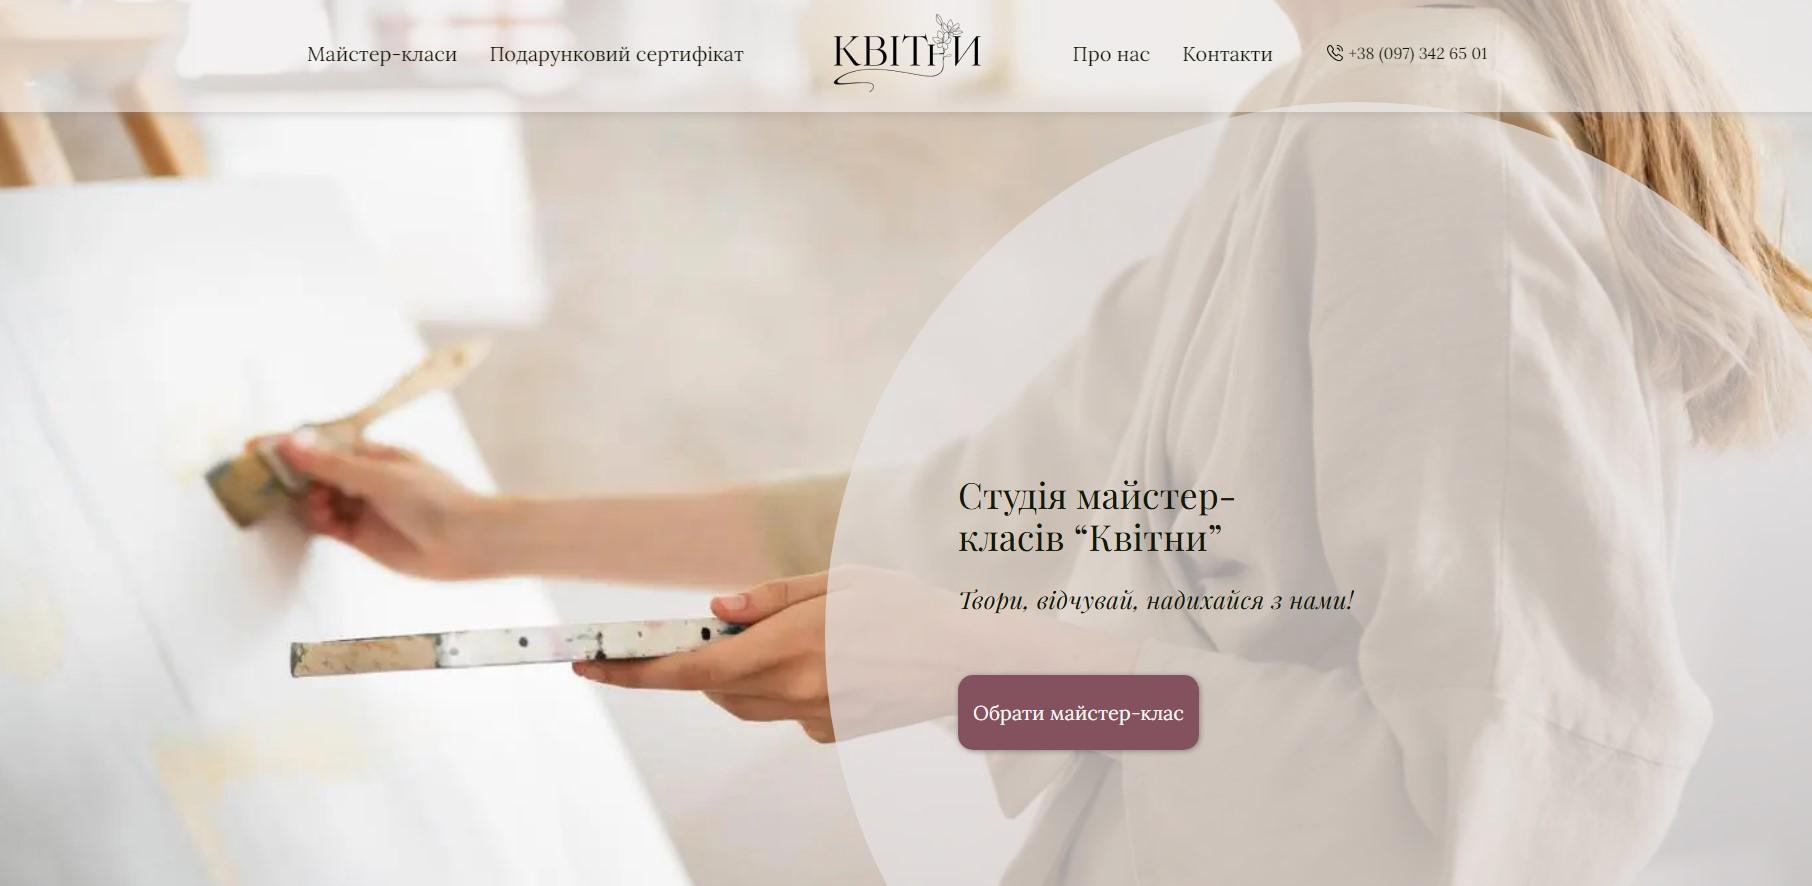 Майстер-класи Подарунковий сертифікат КВІТНИ Про нас Контакти +38 (097) 342 65 01
Студія майстер-
класів “Квітни”
Твори, відчувай, надихайся з нами!
Обрати майстер-клас